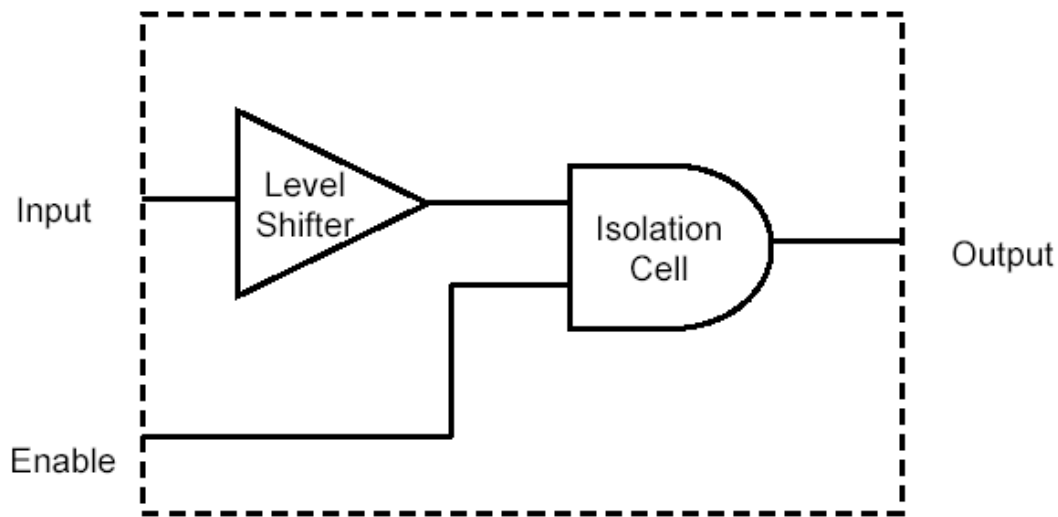 Input
Level
Shifter
Isolation
Cell
Output
Enable